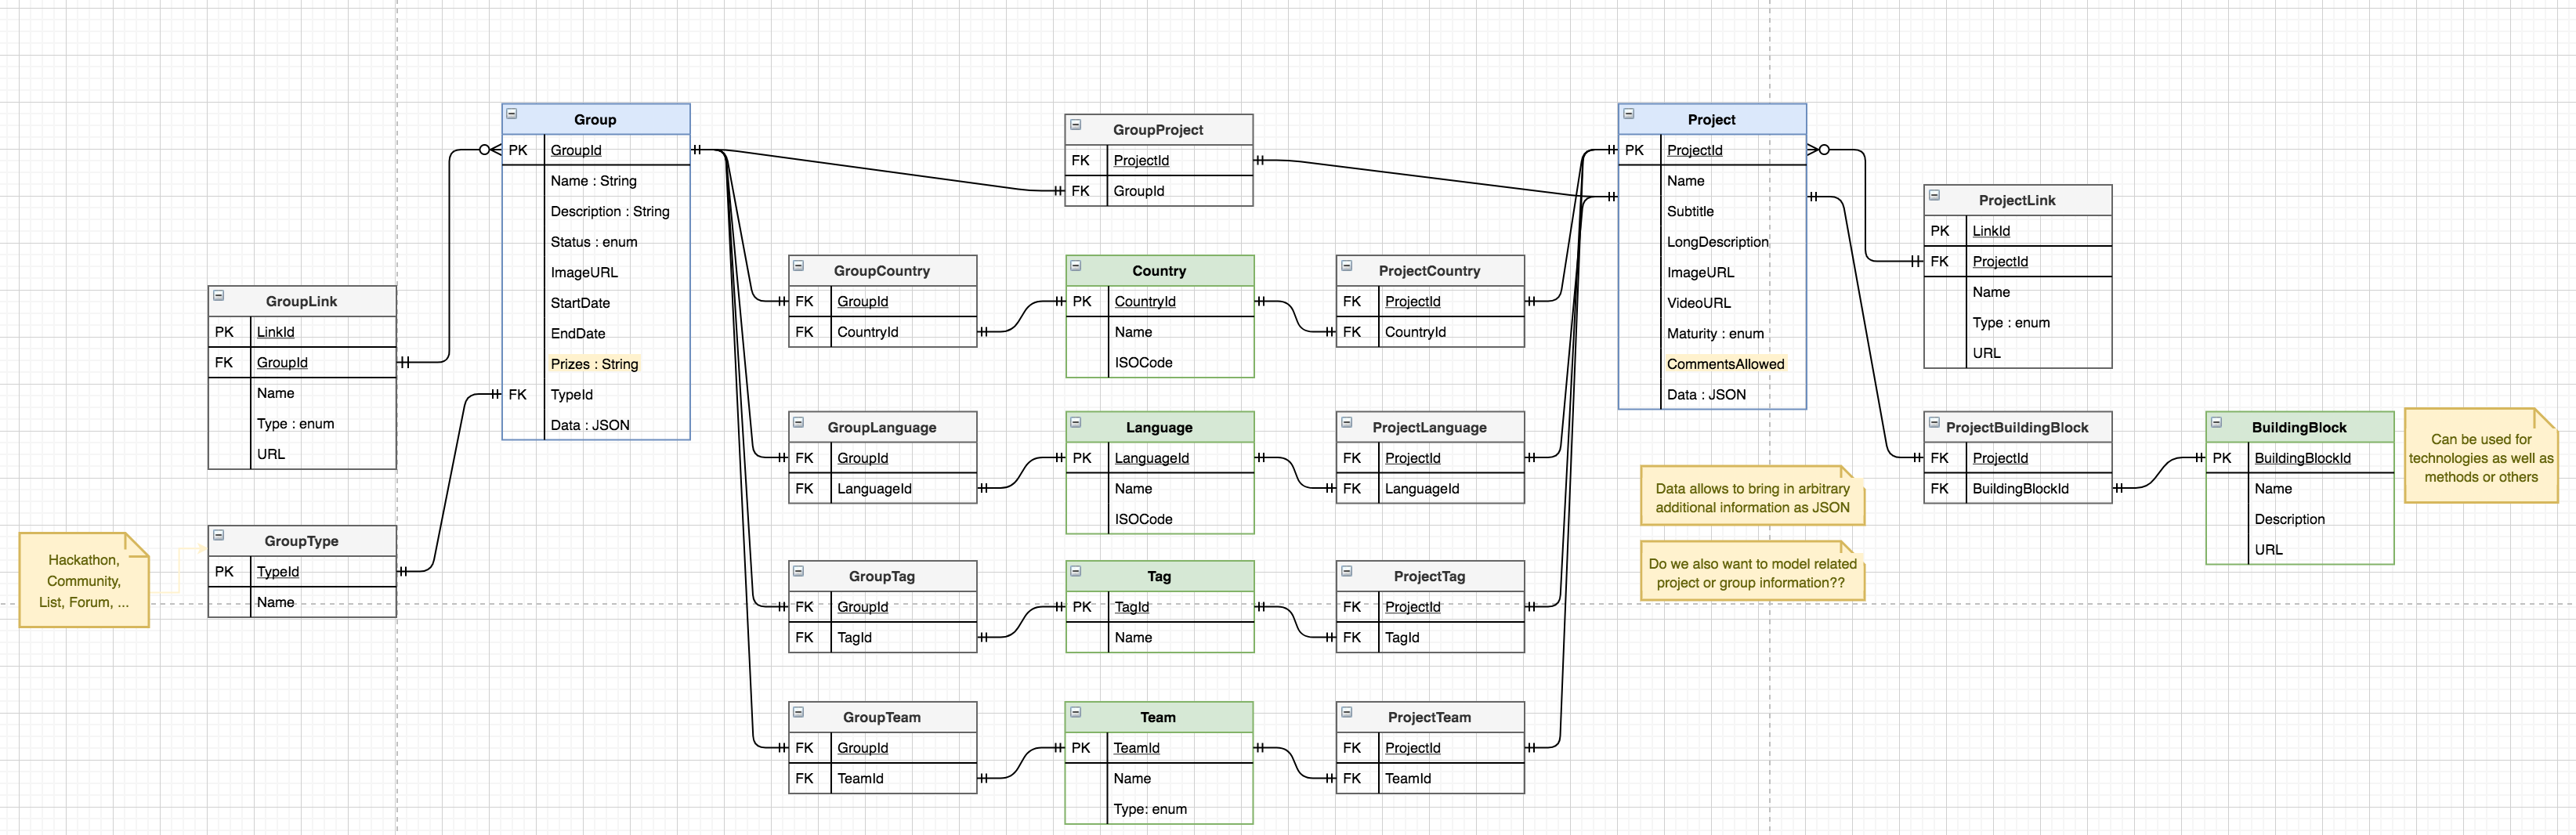 Group
PK GroupId
Name : String
Description : String
Status : enum
ImageURL
StartDate
EndDate
Prizes : String
FK TypeId
Data : JSON
GroupLink
PK LinkId
FK GroupId
Name
Type : enum
URL
Hackathon,
Community,
List, Forum, ...
GroupType
PK TypeId
Name
GroupProject
FK ProjectId
FK GroupId
GroupCountry
FK GroupId
FK CountryId
Country
PK CountryId
Name
ISOCode
ProjectCountry
FK ProjectId
FK CountryId
GroupLanguage
FK GroupId
FK LanguageId
Language
PK LanguageId
Name
ISOCode
ProjectLanguage
FK ProjectId
FK LanguageId
GroupTag
FK GroupId
FK TagId
Tag
PK TagId
Name
ProjectTag
FK ProjectId
FK TagId
GroupTeam
FK GroupId
FK TeamId
Team
PK TeamId
Name
Type: enum
ProjectTeam
FK ProjectId
FK TeamId
Project
PK ProjectId
Name
Subtitle
LongDescription
ImageURL
VideoURL
Maturity : enum
CommentsAllowed
Data : JSON
Data allows to bring in arbitrary
additional information as JSON
Do we also want to model related
project or group information??
ProjectLink
PK LinkId
FK ProjectId
Name
Type : enum
URL
ProjectBuildingBlock
FK ProjectId
FK BuildingBlockId
BuildingBlock
PK BuildingBlockId
Name
Description
URL
Can be used for
technologies as well as
methods or others